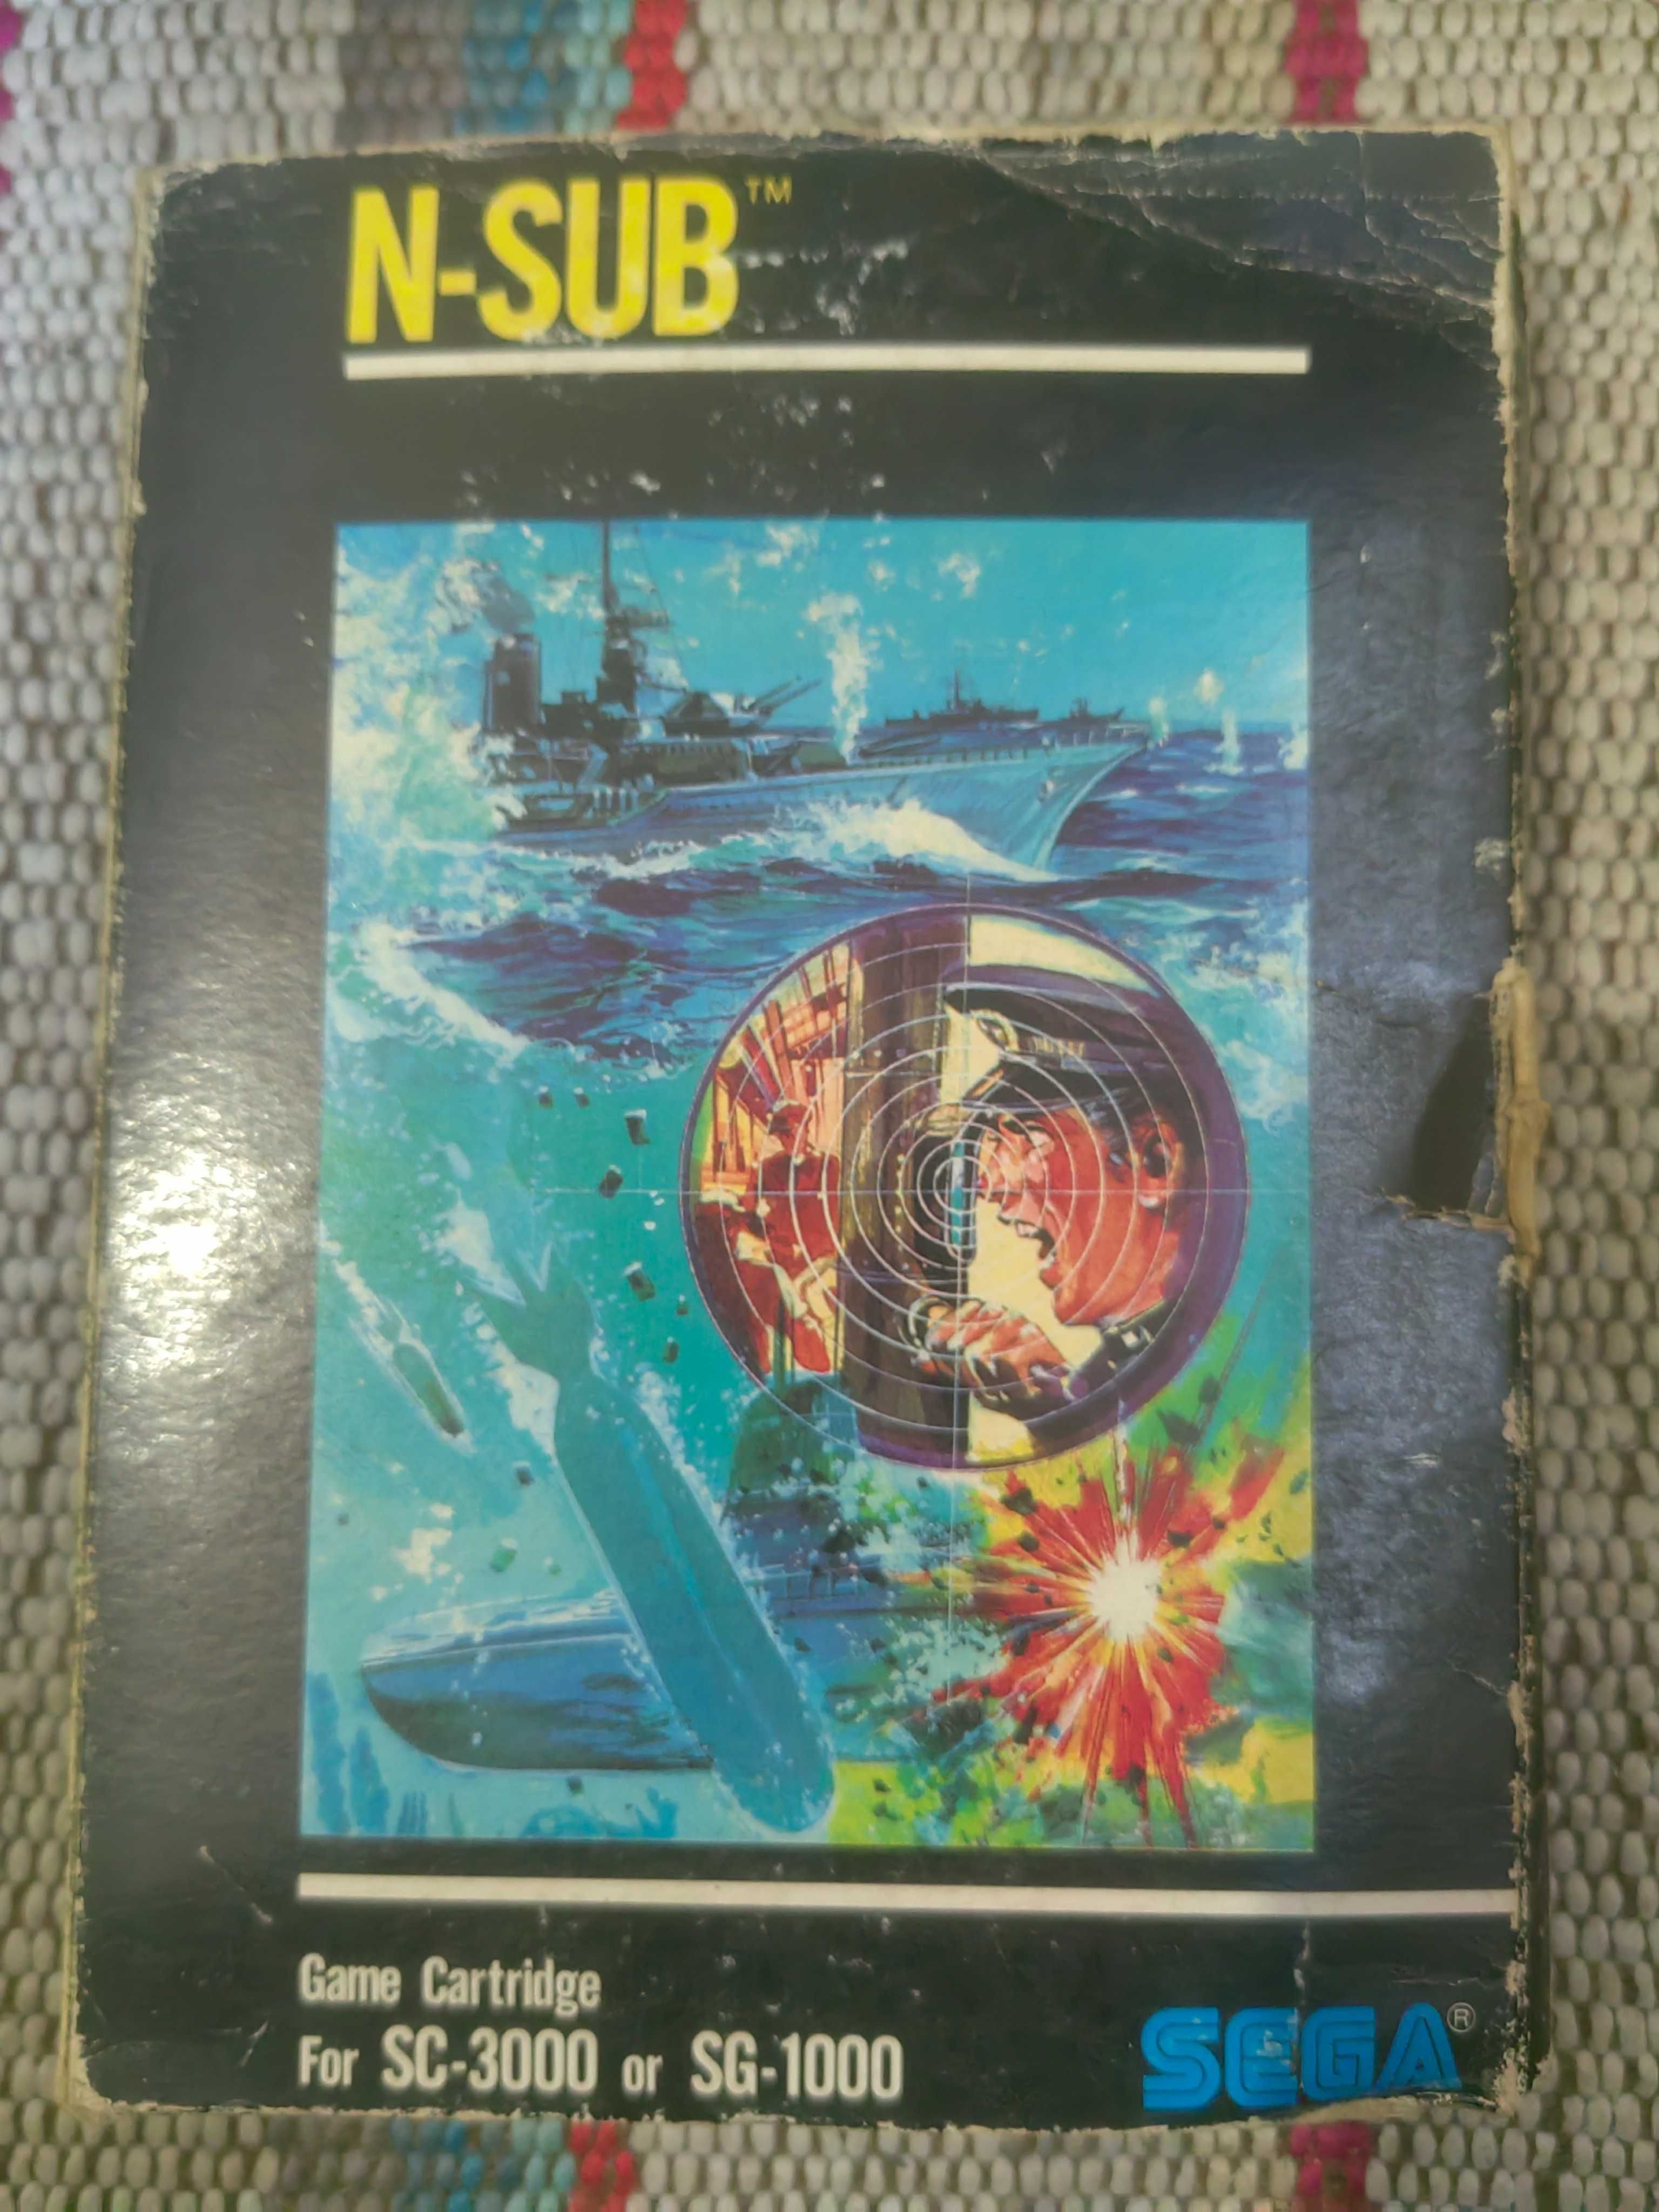 N-SUB™
Game Cartridge
For SC-3000 or SG-1000
SEGA®